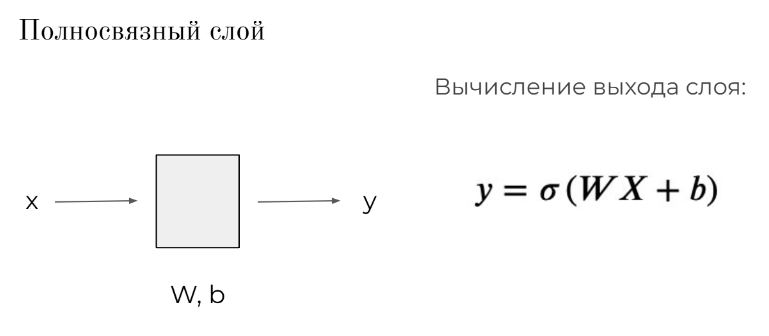 Полносвязный слой
Вычисление выхода слоя:
x
y
y = σ(WX + b)
W, b